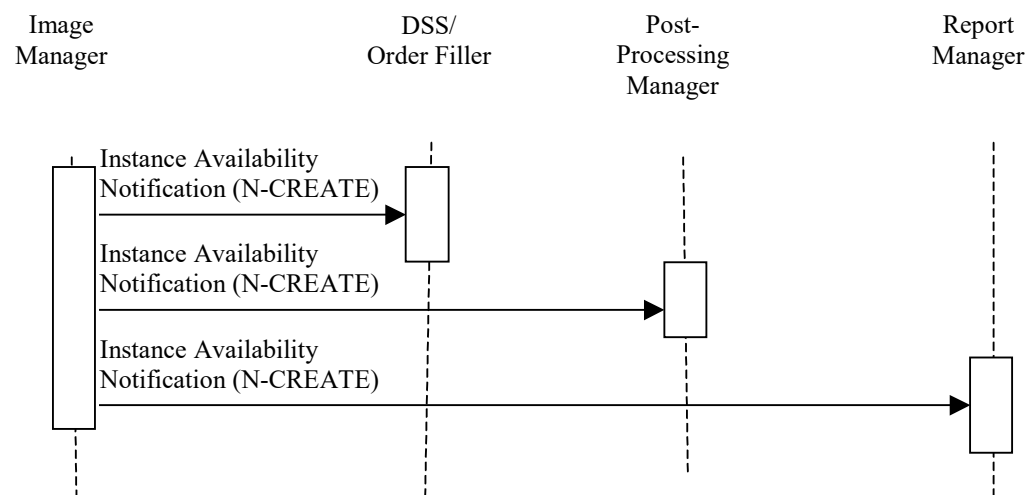 Image
Manager
DSS/
Order Filler
Post-
Processing
Manager
Report
Manager
Instance Availability
Notification (N-CREATE)
Instance Availability
Notification (N-CREATE)
Instance Availability
Notification (N-CREATE)